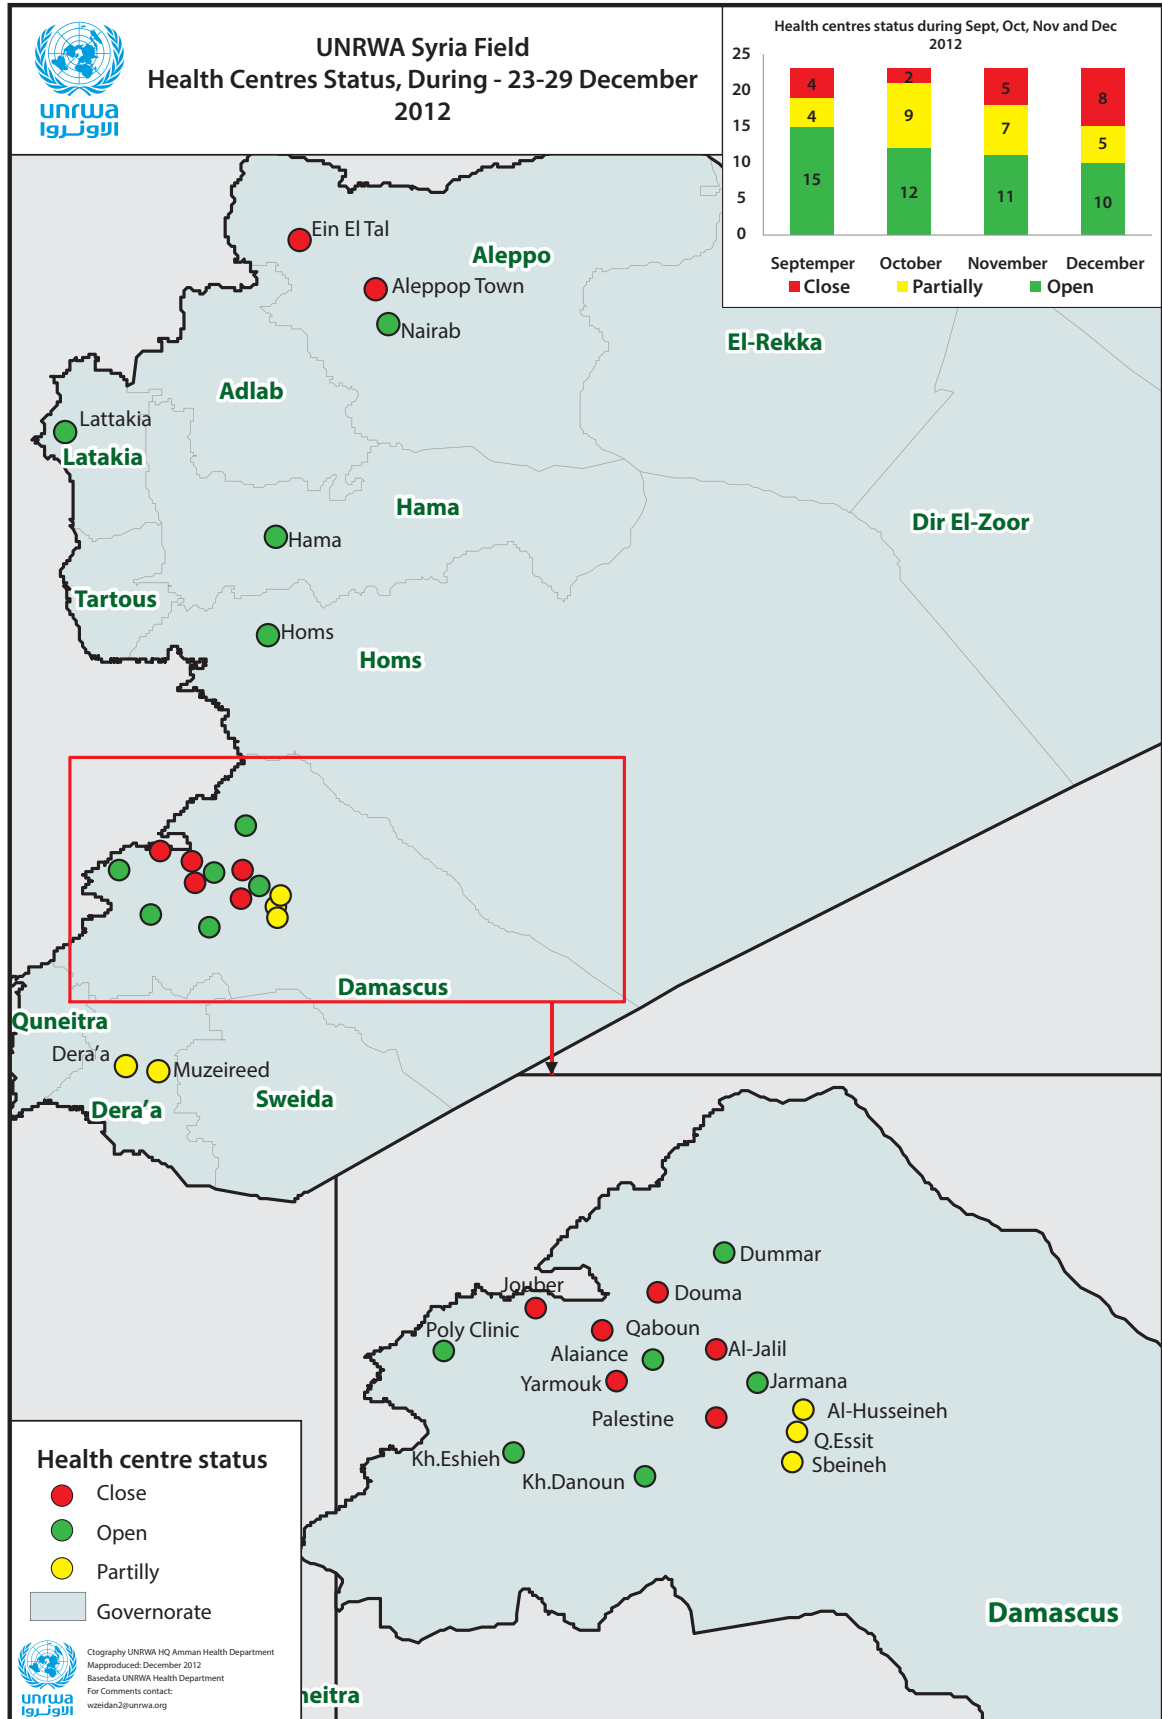 unrwa
الاونروا
UNRWA Syria Field
Health Centres Status, During - 23-29 December
2012
Health centres status during Sept, Oct, Nov and Dec
2012
25
20
15
10
5
0
4
4
15
2
9
12
5
7
11
8
5
10
Septemper October November December
Close Partially Open
Ein El Tal
Aleppo
Aleppop Town
Nairab
El-Rekka
Adlab
Lattakia
Latakia
Hama
Dir El-Zoor
Hama
Tartous
Homs
Homs
Damascus
Quneitra
Dera'a
Muzeireed
Sweida
Dera'a
Dummar
Jouber
Douma
Poly Clinic
Qaboun
Alaiance
Al-Jalil
Yarmouk
Jarmana
Palestine
Al-Husseineh
Q.Essit
Kh.Eshieh
Sbeineh
Kh.Danoun
Damascus
neitra
Health centre status
Close
Open
Partilly
Governorate
unrwa
الاونروا
Ctography UNRWA HQ Amman Health Department
Mapproduced: December 2012
Basedata UNRWA Health Department
For Comments contact:
wzeidan2@unrwa.org